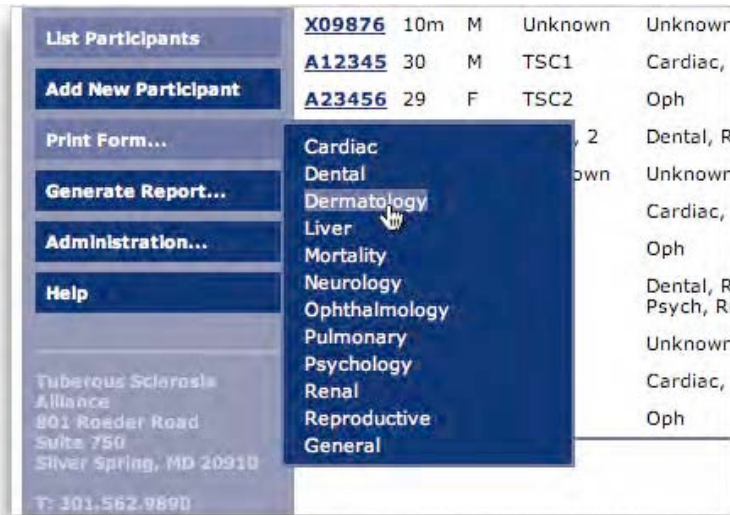 List Participants
Add New Participant
Print Form...
Generate Report...
Administration...
Help
Tuberous Sclerosis
Alliance
801 Roeder Road
Suite 750
Silver Spring, MD 20910
T: 301.562.9890
X09876 10m M Unknown Unknown
A12345 30 M TSC1 Cardiac,
A23456 29 F TSC2 Oph
, 2 Dental, R
own Unknown
Cardiac,
Oph
Dental, R
Psych, R
Unknown
Cardiac,
Oph
Cardiac
Dental
Dermatology
Liver
Mortality
Neurology
Ophthalmology
Pulmonary
Psychology
Renal
Reproductive
General